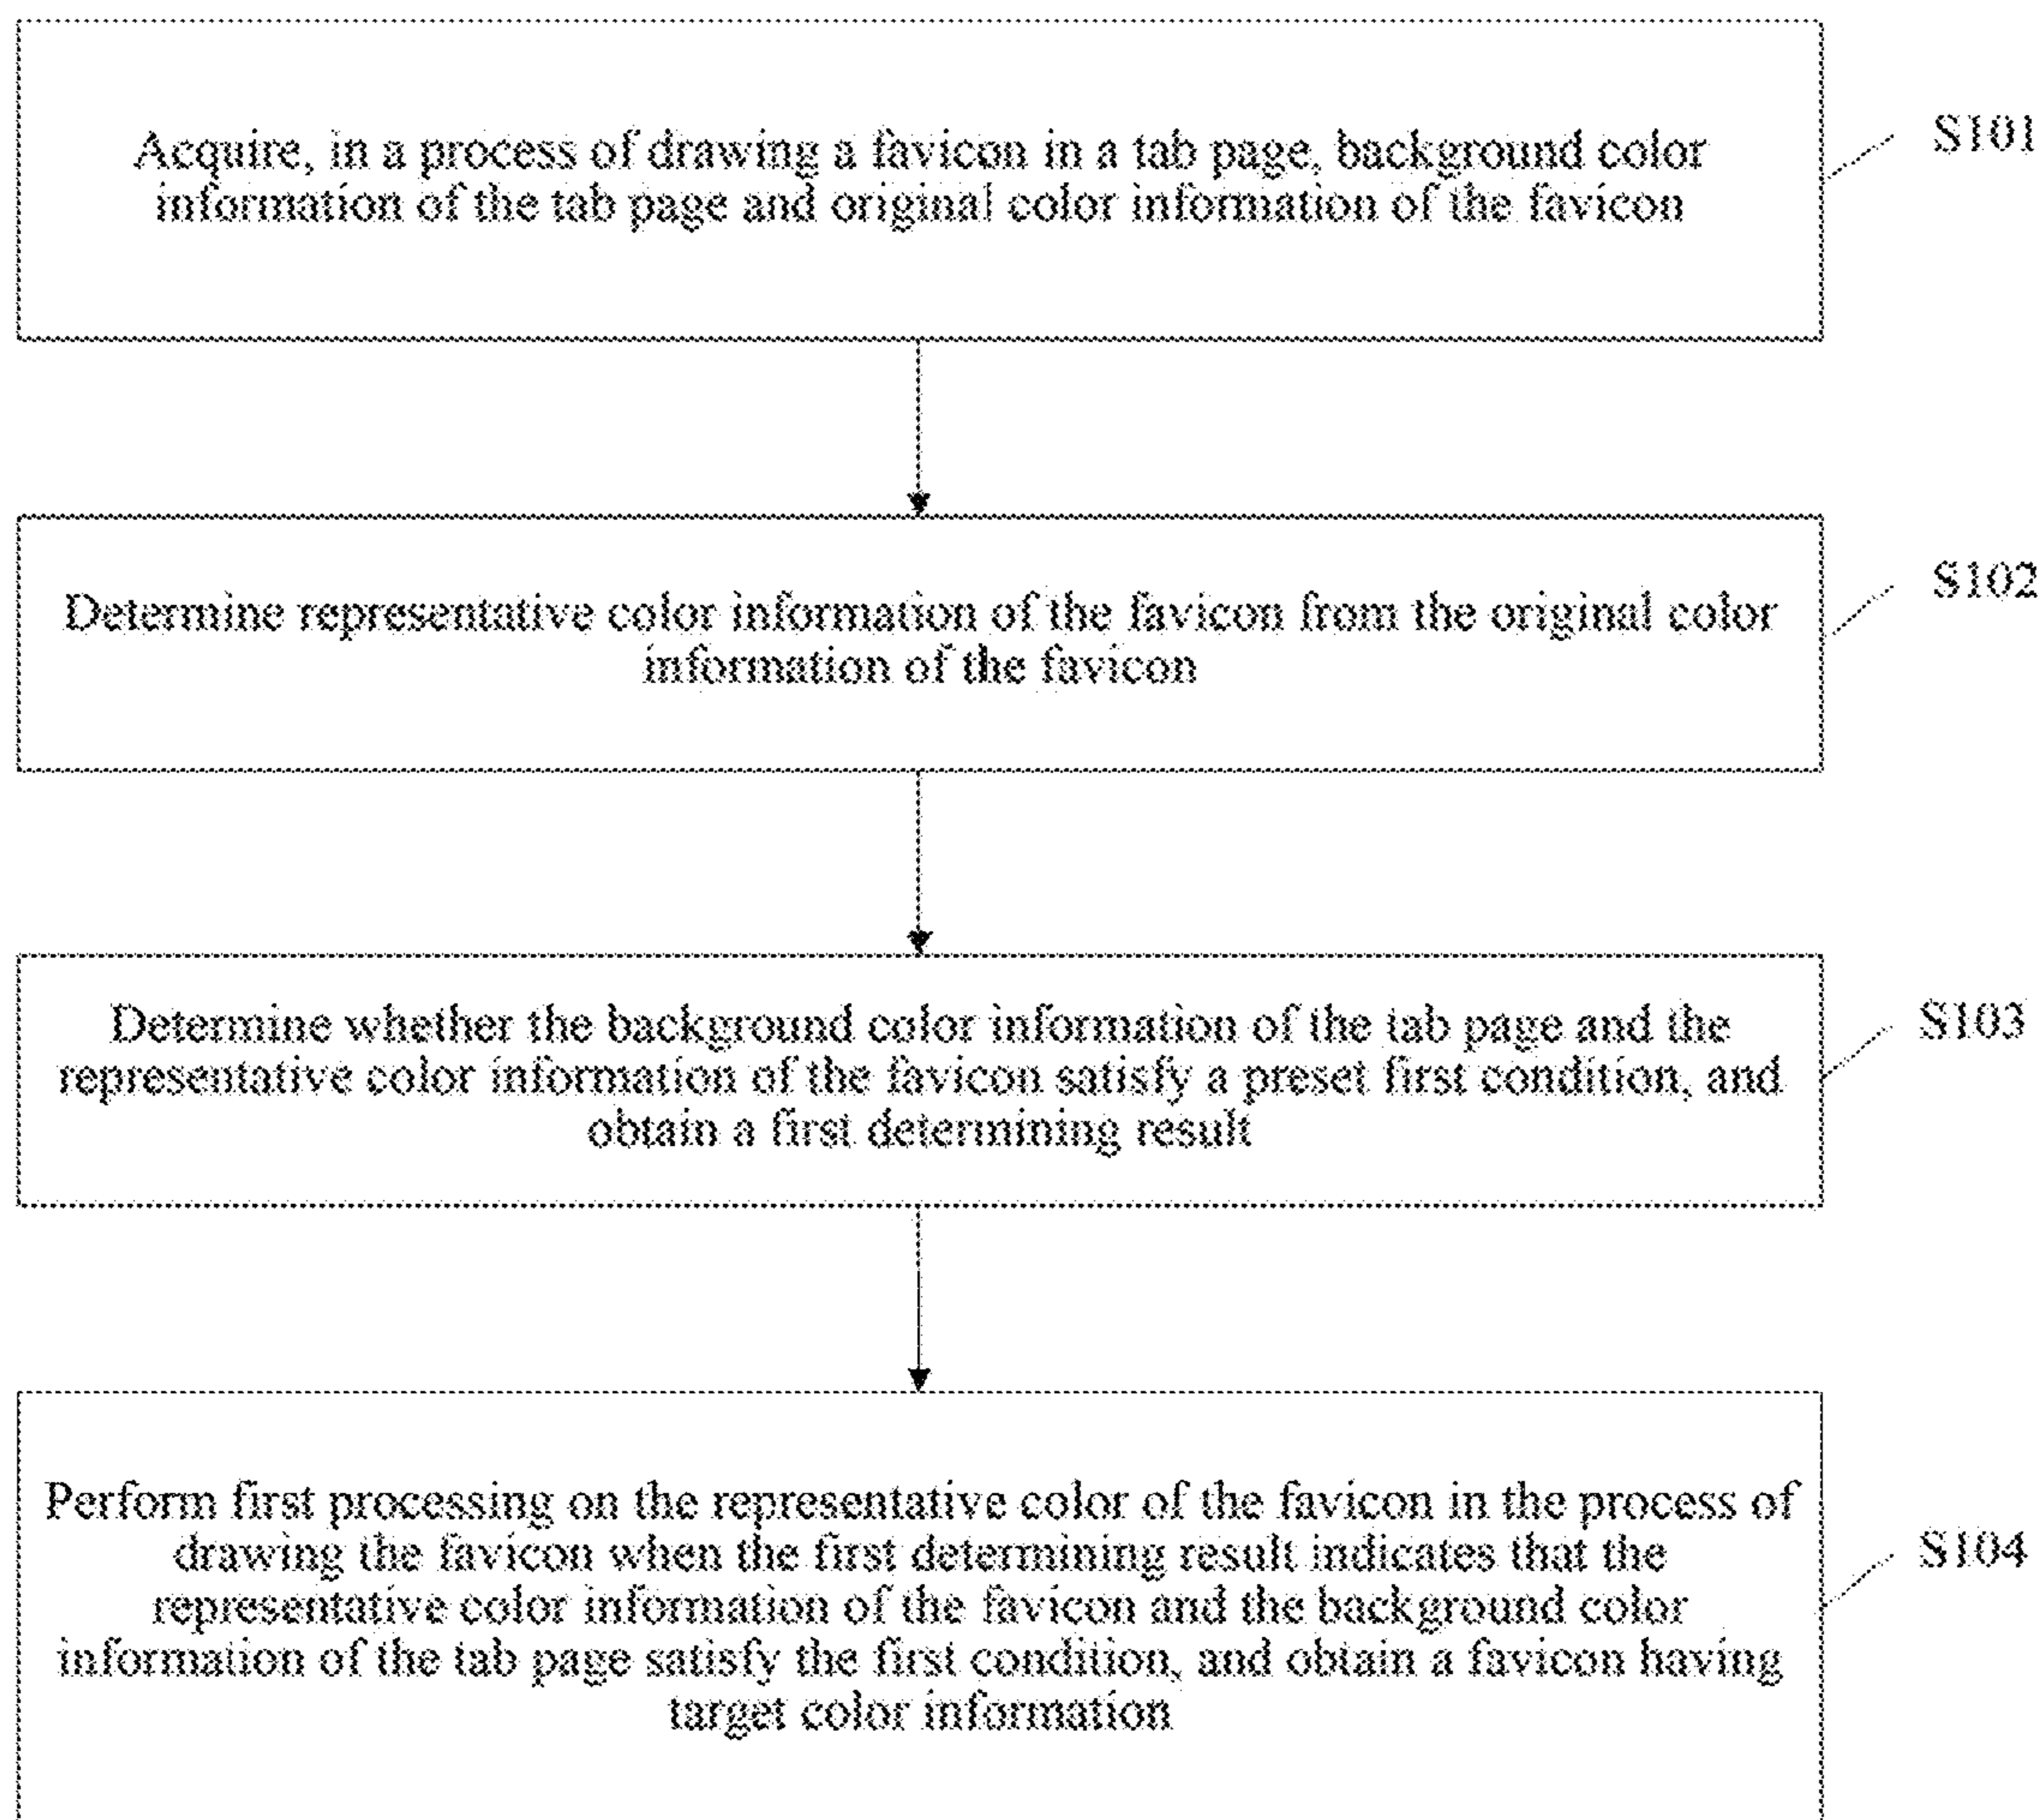 Acquire, in a process of drawing a favicon in a tab page, background color
information of the tab page and original color information of the favicon
S101
Determine representative color information of the favicon from the original color
information of the favicon
S102
Determine whether the background color information of the tab page and the
representative color information of the favicon satisfy a preset first condition, and
obtain a first determining result
S103
Perform first processing on the representative color of the favicon in the process of
drawing the favicon when the first determining result indicates that the
representative color information of the favicon and the background color
information of the tab page satisfy the first condition, and obtain a favicon having
target color information
S104